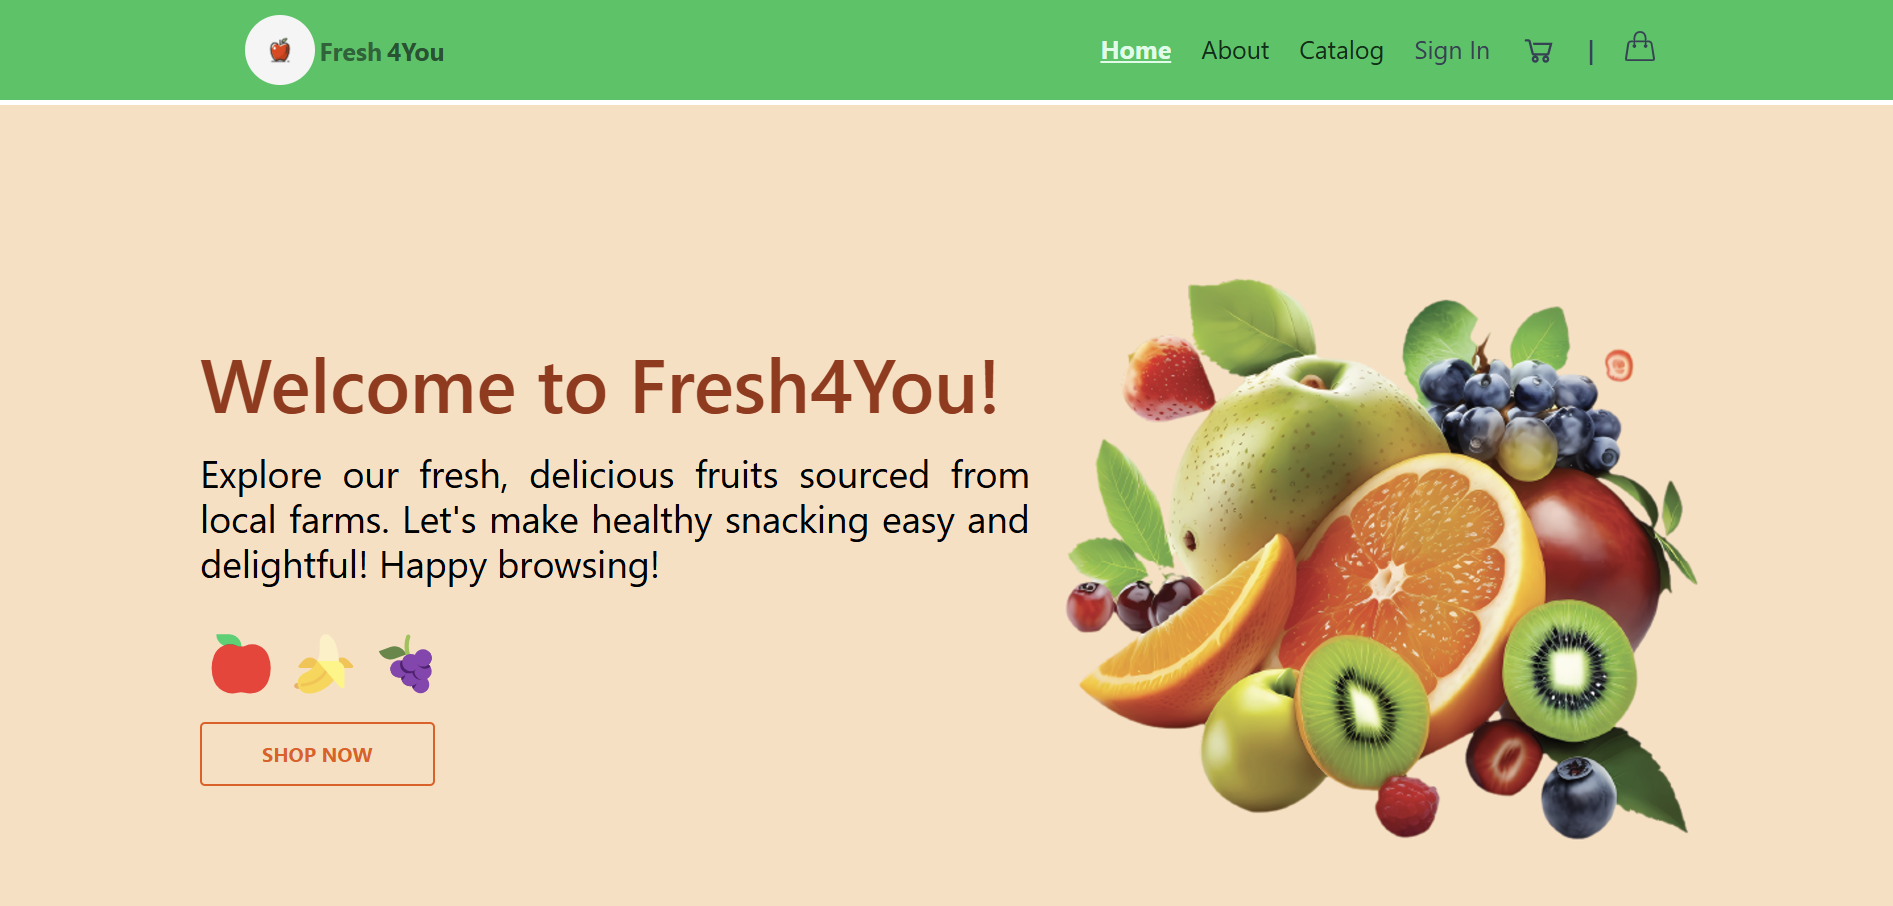 Fresh 4You
Home About Catalog Sign In |
Welcome to Fresh4You!
Explore our fresh, delicious fruits sourced from
local farms. Let's make healthy snacking easy and
delightful! Happy browsing!
SHOP NOW